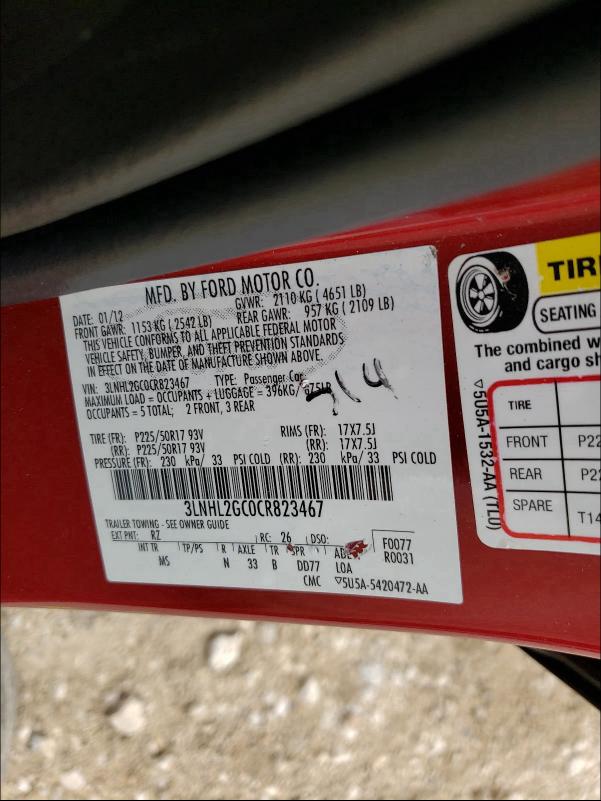 MFD. BY FORD MOTOR CO.
DATE: 01/12 GVWR: 2110 KG ( 4651 LB)
FRONT GAWR: 1153 KG ( 2542 LB) REAR GAWR: 957 KG ( 2109 LB)
THIS VEHICLE CONFORMS TO ALL APPLICABLE FEDERAL MOTOR
VEHICLE SAFETY, BUMPER, AND THEFT PREVENTION STANDARDS
IN EFFECT ON THE DATE OF MANUFACTURE SHOWN ABOVE.
VIN: 3LNHL2GC0CR823467 TYPE: Passenger Car
MAXIMUM LOAD = OCCUPANTS + LUGGAGE = 396KG/ 875LB
OCCUPANTS = 5 TOTAL; 2 FRONT, 3 REAR
714
TIRE (FR): P225/50R17 93V RIMS (FR): 17X7.5J
(RR): P225/50R17 93V (RR): 17X7.5J
PRESSURE (FR): 230 kPa/ 33 PSI COLD (RR): 230 kPa/ 33 PSI COLD
3LNHL2GC0CR823467
TRAILER TOWING - SEE OWNER GUIDE
EXT PNT: RZ RC: 26 DSO: F0077
INT TR TP/PS R AXLE TR SPR R0031
MS N 33 B DD77 LOA
CMC ▽5U5A-5420472-AA
TIR
SEATING
The combined w
and cargo sh
TIRE
FRONT P22
REAR P22
SPARE T14
▽5U5A-1532-AA (TLU)